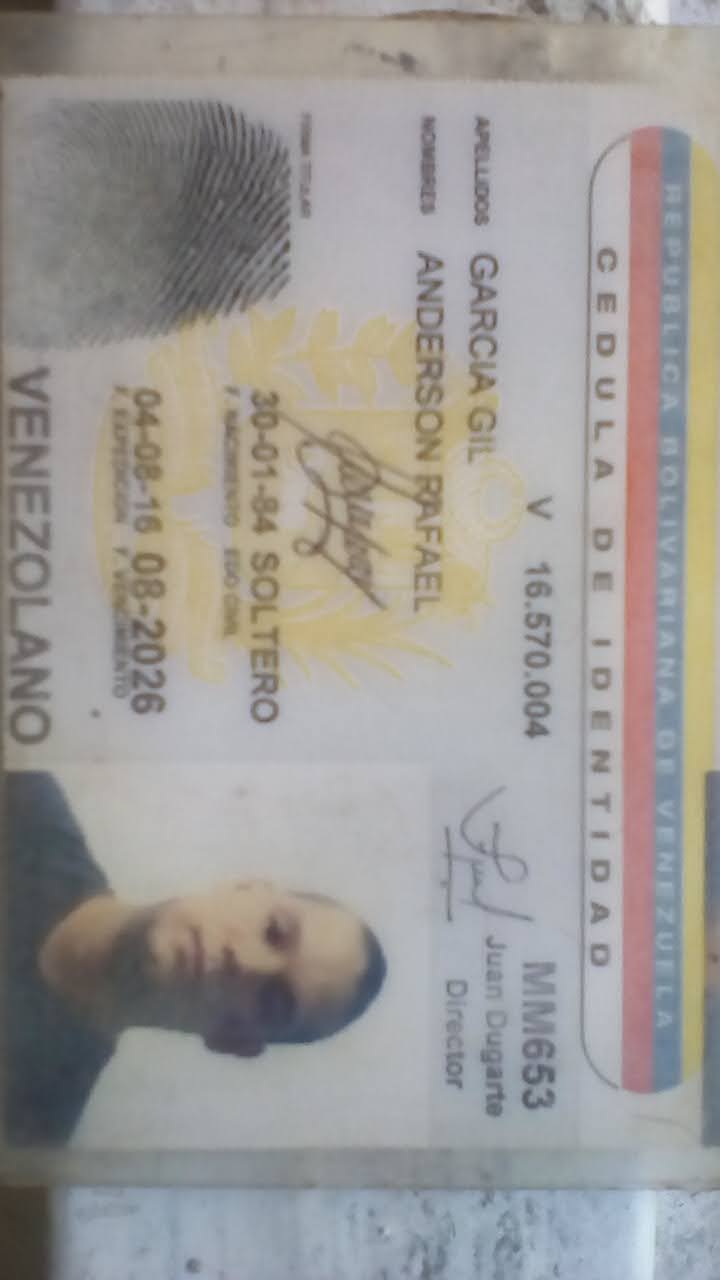 REPUBLICA BOLIVARIANA DE VENEZUELA
CEDULA DE IDENTIDAD
V 16.570.004
MM653
APELLIDOS GARCIA GIL
Juan Dugarte
Director
NOMBRES ANDERSON RAFAEL
FIRMA TITULAR
30-01-84 SOLTERO
F. NACIMIENTO EDO CIVIL
04-08-16 08-2026
F. EXPEDICION F. VENCIMIENTO
VENEZOLANO